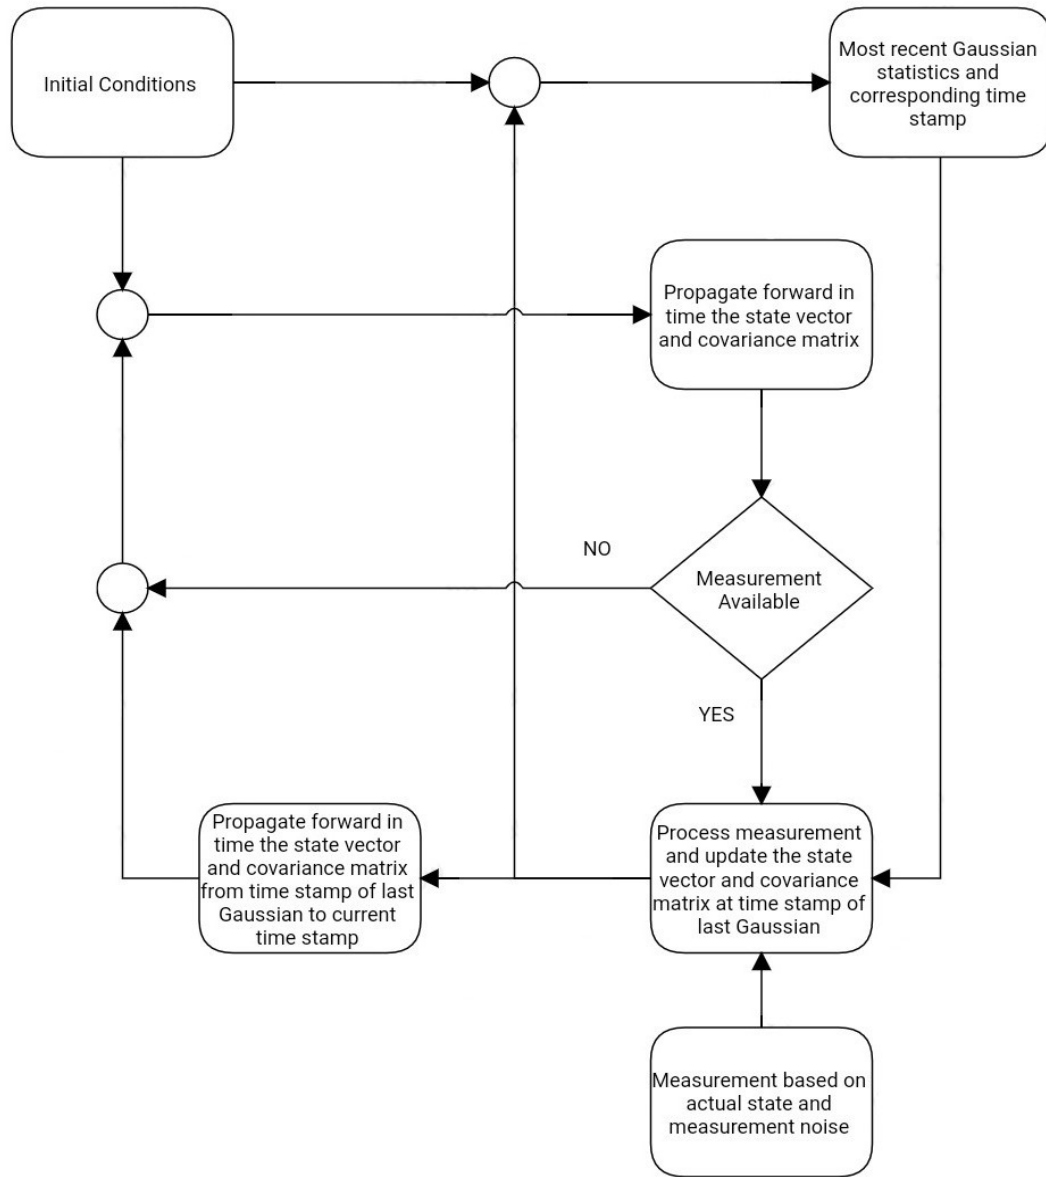 Initial Conditions
Most recent Gaussian
statistics and
corresponding time
stamp
Propagate forward in
time the state vector
and covariance matrix
NO
Measurement
Available
YES
Propagate forward in
time the state vector
and covariance matrix
from time stamp of last
Gaussian to current
time stamp
Process measurement
and update the state
vector and covariance
matrix at time stamp of
last Gaussian
Measurement based on
actual state and
measurement noise